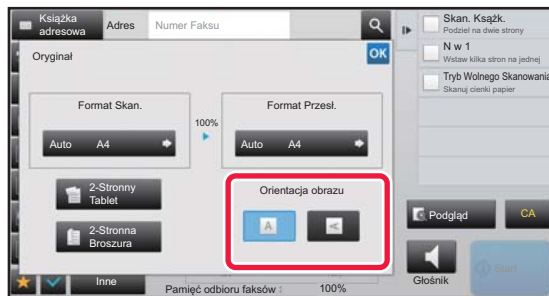 Książka
adresowa
Adres
Numer Faksu
Oryginał
OK
Format Skan.
Auto A4
100%
Format Przesł.
Auto A4
2-Stronny
Tablet
2-Stronna
Broszura
Orientacja obrazu
A
A
Inne
Pamięć odbioru faksów :
100%
Skan. Książk.
Podziel na dwie strony
N w 1
Wstaw kilka stron na jednej
Tryb Wolnego Skanowania
Skanuj cienki papier
Podgląd
CA
Głośnik
Start